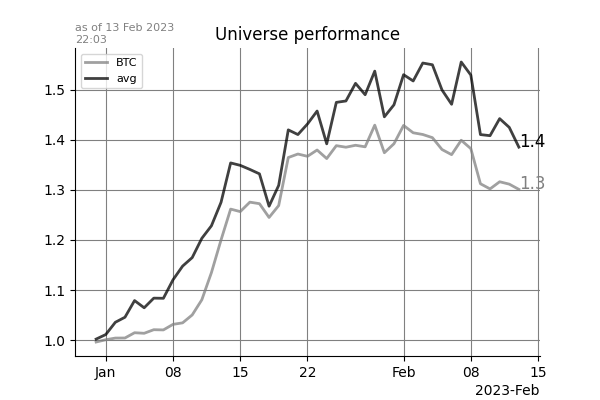 as of 13 Feb 2023
22:03
Universe performance
BTC
avg
1.5
1.4
1.3
1.2
1.1
1.0
1.4
1.3
Jan 08 15 22 Feb 08 15
2023-Feb